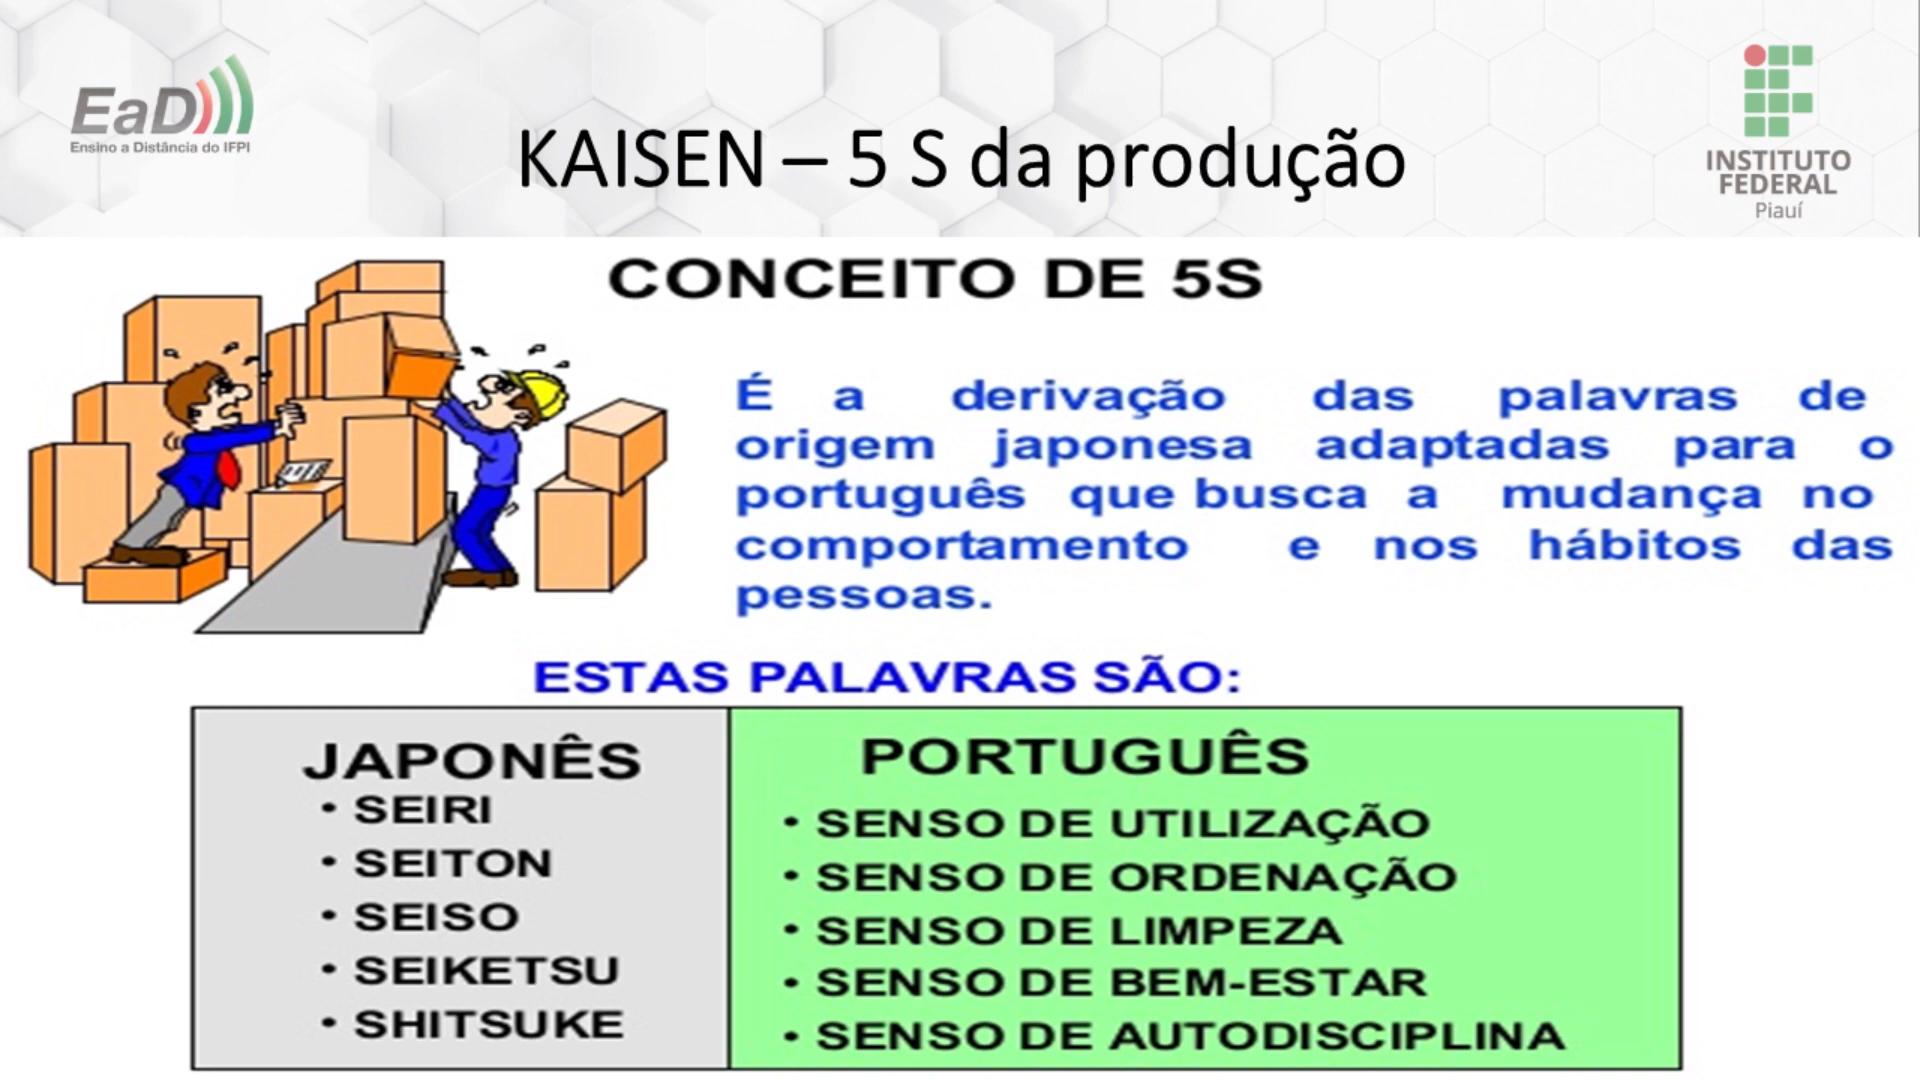 EaD
Ensino a Distância do IFPI
KAISEN – 5 S da produção
INSTITUTO
FEDERAL
Piauí
CONCEITO DE 5S
É a derivação das palavras de
origem japonesa adaptadas para o
português que busca a mudança no
comportamento e nos hábitos das
pessoas.
ESTAS PALAVRAS SÃO:
JAPONÊS
• SEIRI
• SEITON
• SEISO
• SEIKETSU
• SHITSUKE
PORTUGUÊS
• SENSO DE UTILIZAÇÃO
• SENSO DE ORDENAÇÃO
• SENSO DE LIMPEZA
• SENSO DE BEM-ESTAR
• SENSO DE AUTODISCIPLINA